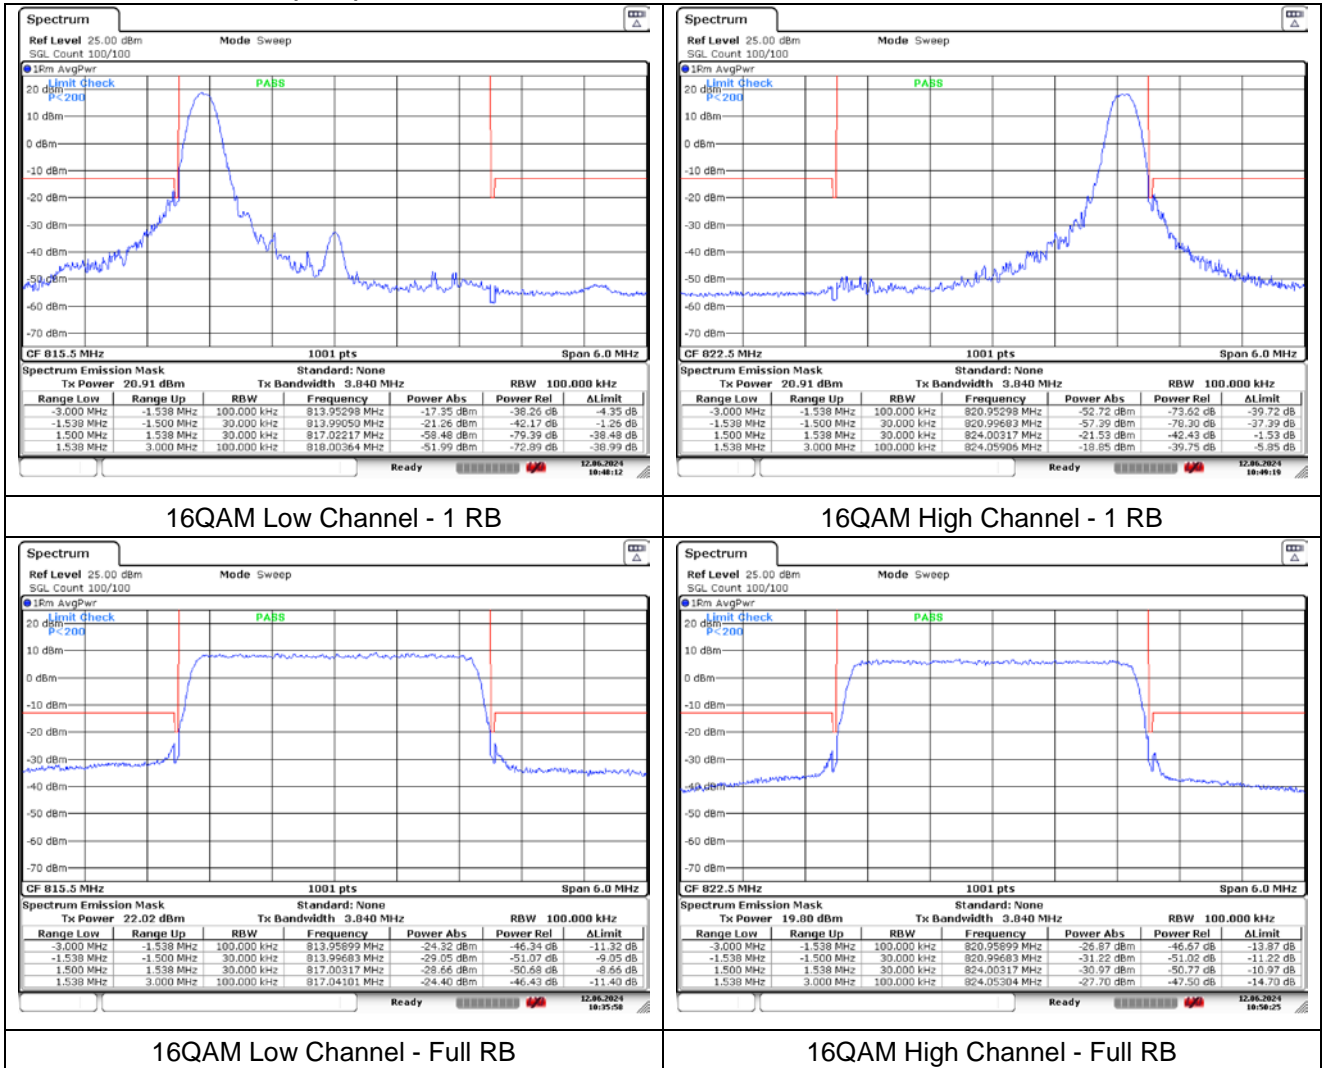 Spectrum
Ref Level 25.00 dBm Mode Sweep
SGL Count 100/100
1Rm AvgPwr
Limit Check PASS
P<200
20 dBm
10 dBm
0 dBm
-10 dBm
-20 dBm
-30 dBm
-40 dBm
-50 dBm
-60 dBm
-70 dBm
CF 815.5 MHz 1001 pts Span 6.0 MHz
Spectrum Emission Mask Standard: None
Tx Power 20.91 dBm Tx Bandwidth 3.840 MHz RBW 100.000 kHz
Range Low Range Up RBW Frequency Power Abs Power Rel ΔLimit
-3.000 MHz -1.538 MHz 100.000 kHz 813.95298 MHz -17.35 dBm -38.26 dB -4.35 dB
-1.538 MHz -1.500 MHz 30.000 kHz 813.99050 MHz -21.26 dBm -42.17 dB -1.26 dB
1.500 MHz 1.538 MHz 30.000 kHz 817.02217 MHz -58.48 dBm -79.39 dB -38.48 dB
1.538 MHz 3.000 MHz 100.000 kHz 818.00364 MHz -51.99 dBm -72.89 dB -38.99 dB
Ready 12.06.2024
10:48:12
16QAM Low Channel - 1 RB
Spectrum
Ref Level 25.00 dBm Mode Sweep
SGL Count 100/100
1Rm AvgPwr
Limit Check PASS
P<200
20 dBm
10 dBm
0 dBm
-10 dBm
-20 dBm
-30 dBm
-40 dBm
-50 dBm
-60 dBm
-70 dBm
CF 822.5 MHz 1001 pts Span 6.0 MHz
Spectrum Emission Mask Standard: None
Tx Power 20.91 dBm Tx Bandwidth 3.840 MHz RBW 100.000 kHz
Range Low Range Up RBW Frequency Power Abs Power Rel ΔLimit
-3.000 MHz -1.538 MHz 100.000 kHz 820.95298 MHz -52.72 dBm -73.62 dB -39.72 dB
-1.538 MHz -1.500 MHz 30.000 kHz 820.99683 MHz -57.39 dBm -78.30 dB -37.39 dB
1.500 MHz 1.538 MHz 30.000 kHz 824.00317 MHz -21.53 dBm -42.43 dB -1.53 dB
1.538 MHz 3.000 MHz 100.000 kHz 824.05906 MHz -18.85 dBm -39.75 dB -5.85 dB
Ready 12.06.2024
10:49:19
16QAM High Channel - 1 RB
Spectrum
Ref Level 25.00 dBm Mode Sweep
SGL Count 100/100
1Rm AvgPwr
Limit Check PASS
P<200
20 dBm
10 dBm
0 dBm
-10 dBm
-20 dBm
-30 dBm
-40 dBm
-50 dBm
-60 dBm
-70 dBm
CF 815.5 MHz 1001 pts Span 6.0 MHz
Spectrum Emission Mask Standard: None
Tx Power 22.02 dBm Tx Bandwidth 3.840 MHz RBW 100.000 kHz
Range Low Range Up RBW Frequency Power Abs Power Rel ΔLimit
-3.000 MHz -1.538 MHz 100.000 kHz 813.95899 MHz -24.32 dBm -46.34 dB -11.32 dB
-1.538 MHz -1.500 MHz 30.000 kHz 813.99683 MHz -29.05 dBm -51.07 dB -9.05 dB
1.500 MHz 1.538 MHz 30.000 kHz 817.00317 MHz -28.66 dBm -50.68 dB -8.66 dB
1.538 MHz 3.000 MHz 100.000 kHz 817.04101 MHz -24.40 dBm -46.43 dB -11.40 dB
Ready 12.06.2024
10:35:58
16QAM Low Channel - Full RB
Spectrum
Ref Level 25.00 dBm Mode Sweep
SGL Count 100/100
1Rm AvgPwr
Limit Check PASS
P<200
20 dBm
10 dBm
0 dBm
-10 dBm
-20 dBm
-30 dBm
-40 dBm
-50 dBm
-60 dBm
-70 dBm
CF 822.5 MHz 1001 pts Span 6.0 MHz
Spectrum Emission Mask Standard: None
Tx Power 19.80 dBm Tx Bandwidth 3.840 MHz RBW 100.000 kHz
Range Low Range Up RBW Frequency Power Abs Power Rel ΔLimit
-3.000 MHz -1.538 MHz 100.000 kHz 820.95899 MHz -26.87 dBm -46.67 dB -13.87 dB
-1.538 MHz -1.500 MHz 30.000 kHz 820.99683 MHz -31.22 dBm -51.02 dB -11.22 dB
1.500 MHz 1.538 MHz 30.000 kHz 824.00317 MHz -30.97 dBm -50.77 dB -10.97 dB
1.538 MHz 3.000 MHz 100.000 kHz 824.05304 MHz -27.70 dBm -47.50 dB -14.70 dB
Ready 12.06.2024
10:50:25
16QAM High Channel - Full RB